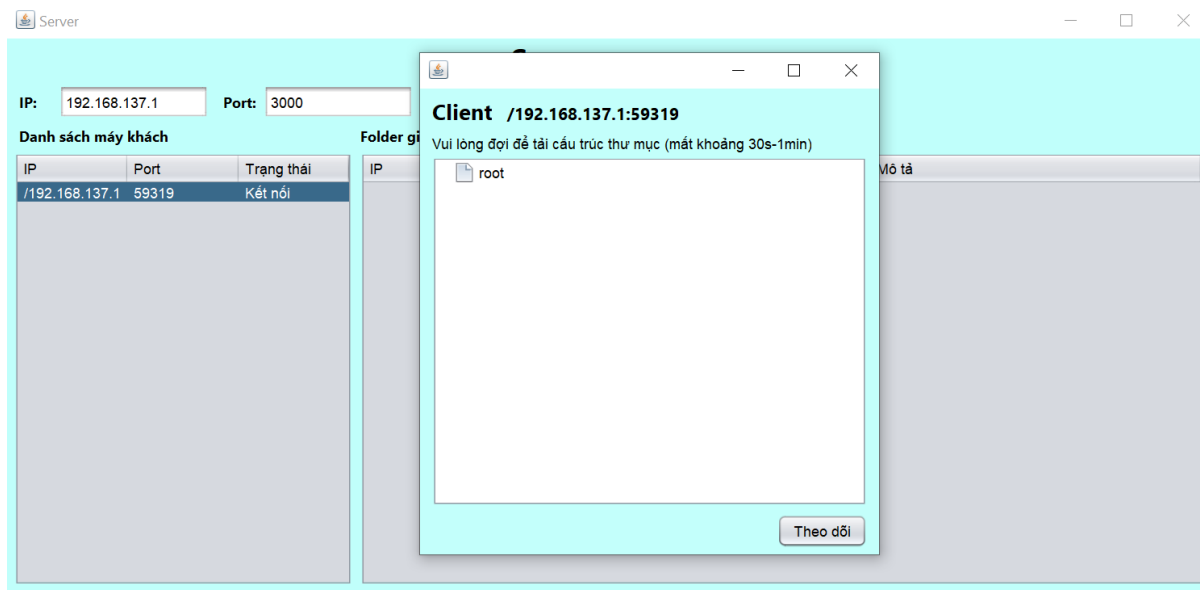 Server
IP: 192.168.137.1 Port: 3000
Danh sách máy khách
IP Port Trạng thái
/192.168.137.1 59319 Kết nối
Folder gi
IP Mô tả
Client /192.168.137.1:59319
Vui lòng đợi để tải cấu trúc thư mục (mất khoảng 30s-1min)
root
Theo dõi